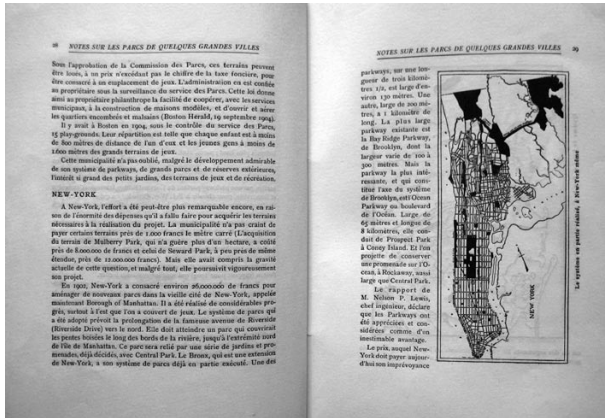 28 NOTES SUR LES PARCS DE QUELQUES GRANDES VILLES
Sous l'approbation de la Commission des Parcs, ces terrains peuvent
être loués, à un prix n'excédant pas le chiffre de la taxe foncière, pour
être consacré à un emplacement de jeux. L'administration en est confiée
au propriétaire sous la surveillance du service des Parcs. Cette loi donne
ainsi au propriétaire philanthrope la facilité de coopérer, avec les services
municipaux, à la construction de maisons modèles, et d'ouvrir et aérer
les quartiers encombrés et malsains (Boston Herald, 19 septembre 1904).
Il y avait à Boston en 1904, sous le contrôle du service des Parcs,
15 play-grounds. Leur répartition est telle que chaque enfant est à moins
de 800 mètres de distance de l'un d'eux et les jeunes gens à moins de
1.600 mètres des grands terrains de jeux.
Cette municipalité n'a pas oublié, malgré le développement admirable
de son système de parkways, de grands parcs et de réserves extérieures,
l'intérêt si grand des petits jardins, des terrains de jeux et de récréation.
NEW-YORK
A New-York, l'effort a été peut-être plus remarquable encore, en rai-
son de l'énormité des dépenses qu'il a fallu faire pour acquérir les terrains
nécessaires à la réalisation du projet. La municipalité n'a pas craint de
payer certains terrains près de 1.200 francs le mètre carré (L'acquisition
du terrain de Mulberry Park, qui n'a guère plus d'un hectare, a coûté
près de 8.000.000 de francs et celui de Seward Park, à peu près de même
étendue, près de 12.000.000 francs). Mais elle avait compris la gravité
actuelle de cette question, et malgré tout, elle poursuivit vigoureusement
son projet.
En 1902, New-York a consacré environ 26.000.000 de francs pour
aménager de nouveaux parcs dans la vieille cité de New-York, appelée
maintenant Borough of Manhattan. Il a été réalisé de considérables pro-
grès, surtout à l'est que l'on a couvert de jeux. Le système de parcs qui
a été adopté prévoit la prolongation de la fameuse avenue de Riverside
(Riverside Drive) vers le nord. Elle doit atteindre un parc qui couvrirait
les pentes boisées le long des bords de la rivière, jusqu'à l'extrémité nord
de l'île de Manhattan. Ce parc sera relié par une série de jardins et pro-
menades, déjà décidés, avec Central Park. Le Bronx, qui est une extension
de New-York, a son système de parcs déjà en partie exécuté. Une des
NOTES SUR LES PARCS DE QUELQUES GRANDES VILLES 29
parkways, sur une lon-
gueur de trois kilomè-
tres 1/2, est large d'en-
viron 130 mètres. Une
autre, large de 200 mè-
tres, a 1 kilomètre de
long. La plus large
parkway existante est
la Bay Ridge Parkway,
de Brooklyn, dont la
largeur varie de 100 à
300 mètres. Mais la
parkway la plus inté-
ressante, et qui cons-
titue l'axe du système
de Brooklyn, est l'Ocean
Parkway ou boulevard
de l'Océan. Large de
65 mètres et longue de
8 kilomètres, elle con-
duit de Prospect Park
à Coney Island. Et l'on
projette de conserver
une promenade sur l'O-
céan, à Rockaway, aussi
large que Central Park.
Le rapport de
M. Nelson P. Lewis,
chef ingénieur, déclare
que les Parkways ont
été appréciées et consi-
dérées comme d'un
inestimable avantage.
Le prix, auquel New-
York doit payer aujour-
d'hui son imprévoyance
NEW YORK
Le système en partie réalisé, à New-York même